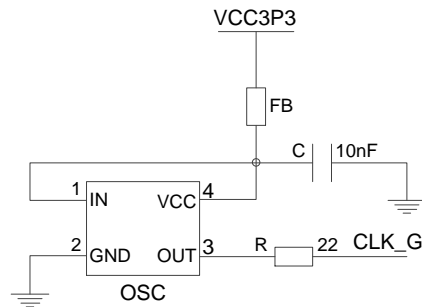 VCC3P3
FB
C 10nF
1 IN VCC 4
2 GND OUT 3 R 22 CLK_G
OSC